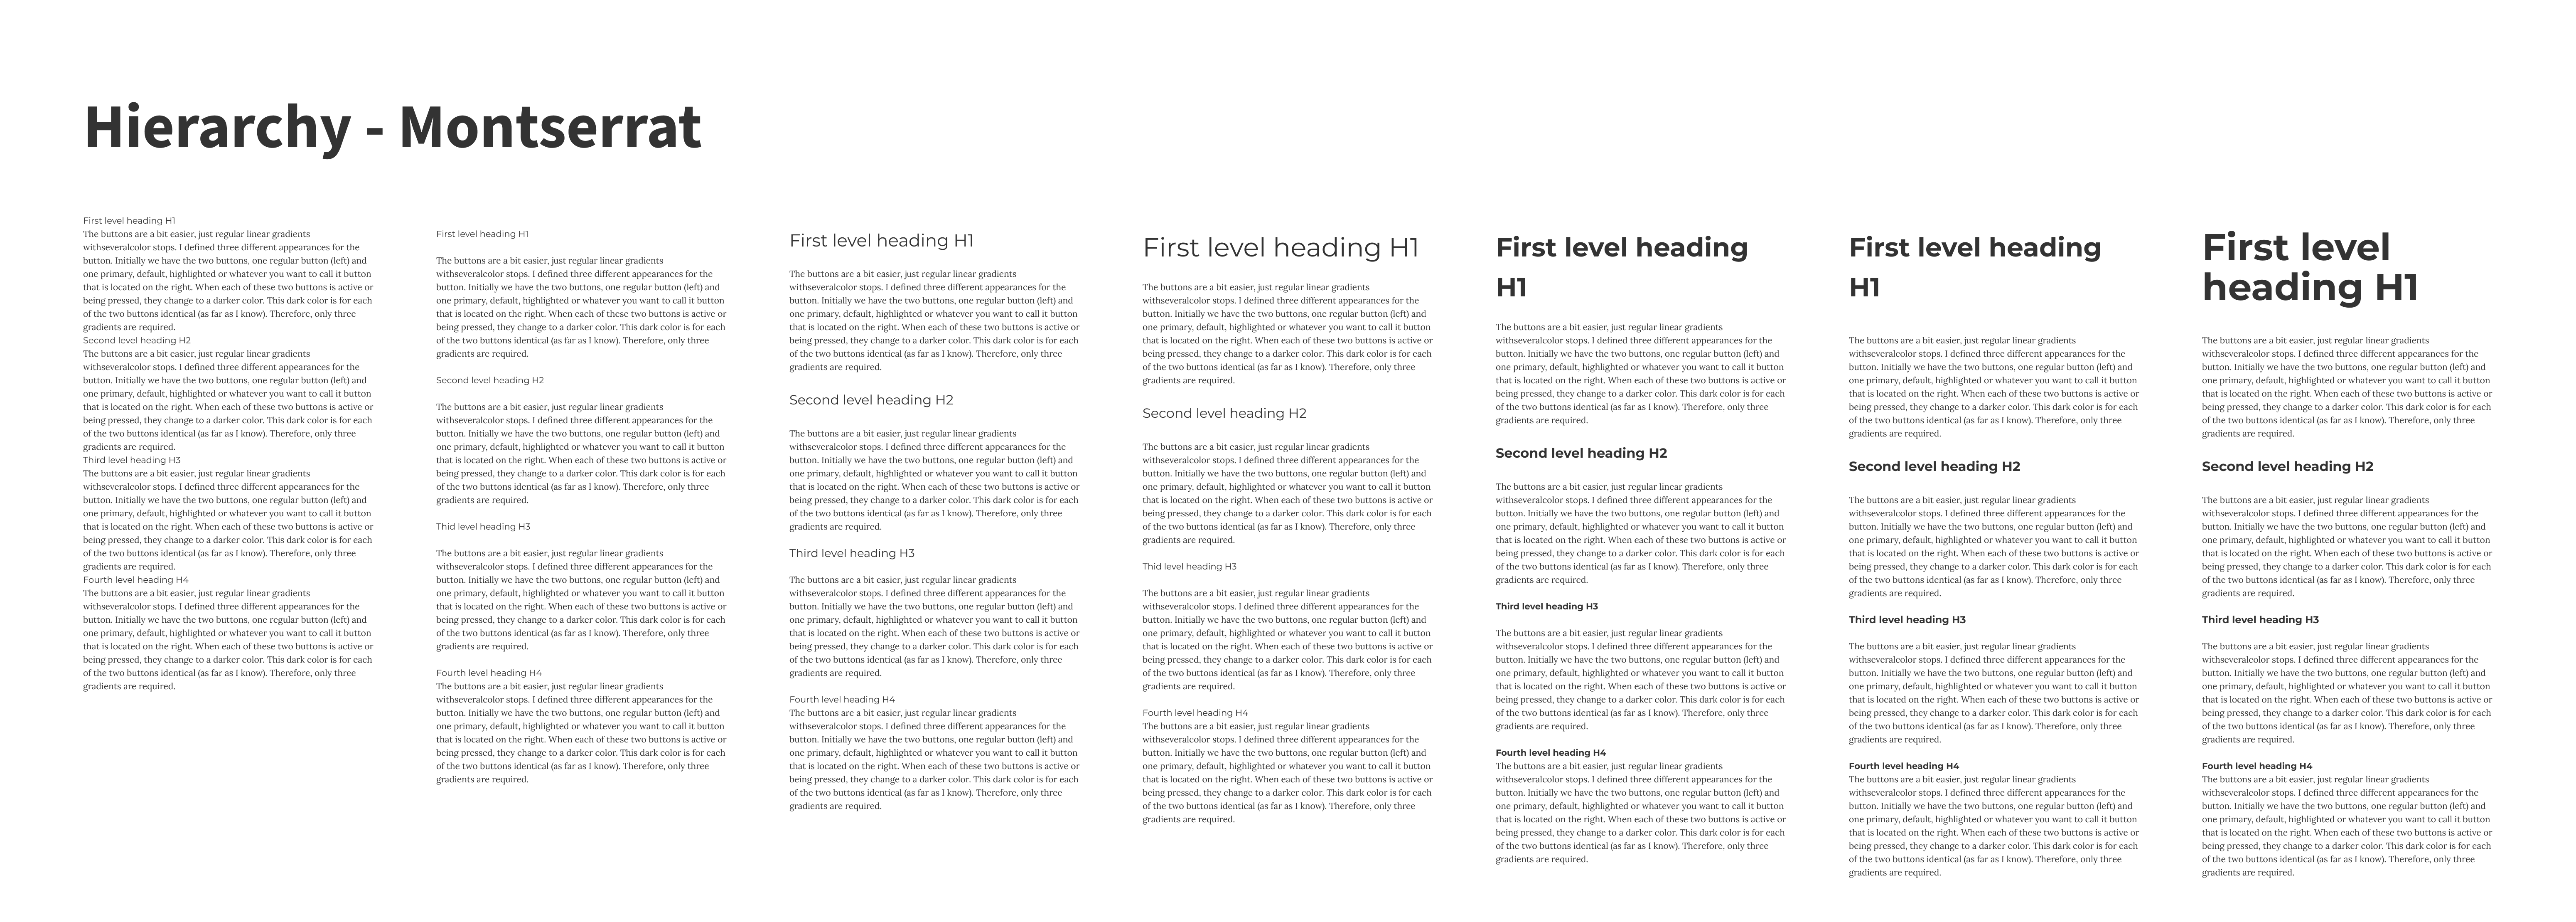 Hierarchy - Montserrat
First level heading H1
The buttons are a bit easier, just regular linear gradients
withseveralcolor stops. I defined three different appearances for the
button. Initially we have the two buttons, one regular button (left) and
one primary, default, highlighted or whatever you want to call it button
that is located on the right. When each of these two buttons is active or
being pressed, they change to a darker color. This dark color is for each
of the two buttons identical (as far as I know). Therefore, only three
gradients are required.
Second level heading H2
The buttons are a bit easier, just regular linear gradients
withseveralcolor stops. I defined three different appearances for the
button. Initially we have the two buttons, one regular button (left) and
one primary, default, highlighted or whatever you want to call it button
that is located on the right. When each of these two buttons is active or
being pressed, they change to a darker color. This dark color is for each
of the two buttons identical (as far as I know). Therefore, only three
gradients are required.
Third level heading H3
The buttons are a bit easier, just regular linear gradients
withseveralcolor stops. I defined three different appearances for the
button. Initially we have the two buttons, one regular button (left) and
one primary, default, highlighted or whatever you want to call it button
that is located on the right. When each of these two buttons is active or
being pressed, they change to a darker color. This dark color is for each
of the two buttons identical (as far as I know). Therefore, only three
gradients are required.
Fourth level heading H4
The buttons are a bit easier, just regular linear gradients
withseveralcolor stops. I defined three different appearances for the
button. Initially we have the two buttons, one regular button (left) and
one primary, default, highlighted or whatever you want to call it button
that is located on the right. When each of these two buttons is active or
being pressed, they change to a darker color. This dark color is for each
of the two buttons identical (as far as I know). Therefore, only three
gradients are required.
First level heading H1
The buttons are a bit easier, just regular linear gradients
withseveralcolor stops. I defined three different appearances for the
button. Initially we have the two buttons, one regular button (left) and
one primary, default, highlighted or whatever you want to call it button
that is located on the right. When each of these two buttons is active or
being pressed, they change to a darker color. This dark color is for each
of the two buttons identical (as far as I know). Therefore, only three
gradients are required.
Second level heading H2
The buttons are a bit easier, just regular linear gradients
withseveralcolor stops. I defined three different appearances for the
button. Initially we have the two buttons, one regular button (left) and
one primary, default, highlighted or whatever you want to call it button
that is located on the right. When each of these two buttons is active or
being pressed, they change to a darker color. This dark color is for each
of the two buttons identical (as far as I know). Therefore, only three
gradients are required.
Thid level heading H3
The buttons are a bit easier, just regular linear gradients
withseveralcolor stops. I defined three different appearances for the
button. Initially we have the two buttons, one regular button (left) and
one primary, default, highlighted or whatever you want to call it button
that is located on the right. When each of these two buttons is active or
being pressed, they change to a darker color. This dark color is for each
of the two buttons identical (as far as I know). Therefore, only three
gradients are required.
Fourth level heading H4
The buttons are a bit easier, just regular linear gradients
withseveralcolor stops. I defined three different appearances for the
button. Initially we have the two buttons, one regular button (left) and
one primary, default, highlighted or whatever you want to call it button
that is located on the right. When each of these two buttons is active or
being pressed, they change to a darker color. This dark color is for each
of the two buttons identical (as far as I know). Therefore, only three
gradients are required.
First level heading H1
The buttons are a bit easier, just regular linear gradients
withseveralcolor stops. I defined three different appearances for the
button. Initially we have the two buttons, one regular button (left) and
one primary, default, highlighted or whatever you want to call it button
that is located on the right. When each of these two buttons is active or
being pressed, they change to a darker color. This dark color is for each
of the two buttons identical (as far as I know). Therefore, only three
gradients are required.
Second level heading H2
The buttons are a bit easier, just regular linear gradients
withseveralcolor stops. I defined three different appearances for the
button. Initially we have the two buttons, one regular button (left) and
one primary, default, highlighted or whatever you want to call it button
that is located on the right. When each of these two buttons is active or
being pressed, they change to a darker color. This dark color is for each
of the two buttons identical (as far as I know). Therefore, only three
gradients are required.
Third level heading H3
The buttons are a bit easier, just regular linear gradients
withseveralcolor stops. I defined three different appearances for the
button. Initially we have the two buttons, one regular button (left) and
one primary, default, highlighted or whatever you want to call it button
that is located on the right. When each of these two buttons is active or
being pressed, they change to a darker color. This dark color is for each
of the two buttons identical (as far as I know). Therefore, only three
gradients are required.
Fourth level heading H4
The buttons are a bit easier, just regular linear gradients
withseveralcolor stops. I defined three different appearances for the
button. Initially we have the two buttons, one regular button (left) and
one primary, default, highlighted or whatever you want to call it button
that is located on the right. When each of these two buttons is active or
being pressed, they change to a darker color. This dark color is for each
of the two buttons identical (as far as I know). Therefore, only three
gradients are required.
First level heading H1
The buttons are a bit easier, just regular linear gradients
withseveralcolor stops. I defined three different appearances for the
button. Initially we have the two buttons, one regular button (left) and
one primary, default, highlighted or whatever you want to call it button
that is located on the right. When each of these two buttons is active or
being pressed, they change to a darker color. This dark color is for each
of the two buttons identical (as far as I know). Therefore, only three
gradients are required.
Second level heading H2
The buttons are a bit easier, just regular linear gradients
withseveralcolor stops. I defined three different appearances for the
button. Initially we have the two buttons, one regular button (left) and
one primary, default, highlighted or whatever you want to call it button
that is located on the right. When each of these two buttons is active or
being pressed, they change to a darker color. This dark color is for each
of the two buttons identical (as far as I know). Therefore, only three
gradients are required.
Thid level heading H3
The buttons are a bit easier, just regular linear gradients
withseveralcolor stops. I defined three different appearances for the
button. Initially we have the two buttons, one regular button (left) and
one primary, default, highlighted or whatever you want to call it button
that is located on the right. When each of these two buttons is active or
being pressed, they change to a darker color. This dark color is for each
of the two buttons identical (as far as I know). Therefore, only three
gradients are required.
Fourth level heading H4
The buttons are a bit easier, just regular linear gradients
withseveralcolor stops. I defined three different appearances for the
button. Initially we have the two buttons, one regular button (left) and
one primary, default, highlighted or whatever you want to call it button
that is located on the right. When each of these two buttons is active or
being pressed, they change to a darker color. This dark color is for each
of the two buttons identical (as far as I know). Therefore, only three
gradients are required.
First level heading
H1
The buttons are a bit easier, just regular linear gradients
withseveralcolor stops. I defined three different appearances for the
button. Initially we have the two buttons, one regular button (left) and
one primary, default, highlighted or whatever you want to call it button
that is located on the right. When each of these two buttons is active or
being pressed, they change to a darker color. This dark color is for each
of the two buttons identical (as far as I know). Therefore, only three
gradients are required.
Second level heading H2
The buttons are a bit easier, just regular linear gradients
withseveralcolor stops. I defined three different appearances for the
button. Initially we have the two buttons, one regular button (left) and
one primary, default, highlighted or whatever you want to call it button
that is located on the right. When each of these two buttons is active or
being pressed, they change to a darker color. This dark color is for each
of the two buttons identical (as far as I know). Therefore, only three
gradients are required.
Third level heading H3
The buttons are a bit easier, just regular linear gradients
withseveralcolor stops. I defined three different appearances for the
button. Initially we have the two buttons, one regular button (left) and
one primary, default, highlighted or whatever you want to call it button
that is located on the right. When each of these two buttons is active or
being pressed, they change to a darker color. This dark color is for each
of the two buttons identical (as far as I know). Therefore, only three
gradients are required.
Fourth level heading H4
The buttons are a bit easier, just regular linear gradients
withseveralcolor stops. I defined three different appearances for the
button. Initially we have the two buttons, one regular button (left) and
one primary, default, highlighted or whatever you want to call it button
that is located on the right. When each of these two buttons is active or
being pressed, they change to a darker color. This dark color is for each
of the two buttons identical (as far as I know). Therefore, only three
gradients are required.
First level heading
H1
The buttons are a bit easier, just regular linear gradients
withseveralcolor stops. I defined three different appearances for the
button. Initially we have the two buttons, one regular button (left) and
one primary, default, highlighted or whatever you want to call it button
that is located on the right. When each of these two buttons is active or
being pressed, they change to a darker color. This dark color is for each
of the two buttons identical (as far as I know). Therefore, only three
gradients are required.
Second level heading H2
The buttons are a bit easier, just regular linear gradients
withseveralcolor stops. I defined three different appearances for the
button. Initially we have the two buttons, one regular button (left) and
one primary, default, highlighted or whatever you want to call it button
that is located on the right. When each of these two buttons is active or
being pressed, they change to a darker color. This dark color is for each
of the two buttons identical (as far as I know). Therefore, only three
gradients are required.
Third level heading H3
The buttons are a bit easier, just regular linear gradients
withseveralcolor stops. I defined three different appearances for the
button. Initially we have the two buttons, one regular button (left) and
one primary, default, highlighted or whatever you want to call it button
that is located on the right. When each of these two buttons is active or
being pressed, they change to a darker color. This dark color is for each
of the two buttons identical (as far as I know). Therefore, only three
gradients are required.
Fourth level heading H4
The buttons are a bit easier, just regular linear gradients
withseveralcolor stops. I defined three different appearances for the
button. Initially we have the two buttons, one regular button (left) and
one primary, default, highlighted or whatever you want to call it button
that is located on the right. When each of these two buttons is active or
being pressed, they change to a darker color. This dark color is for each
of the two buttons identical (as far as I know). Therefore, only three
gradients are required.
First level
heading H1
The buttons are a bit easier, just regular linear gradients
withseveralcolor stops. I defined three different appearances for the
button. Initially we have the two buttons, one regular button (left) and
one primary, default, highlighted or whatever you want to call it button
that is located on the right. When each of these two buttons is active or
being pressed, they change to a darker color. This dark color is for each
of the two buttons identical (as far as I know). Therefore, only three
gradients are required.
Second level heading H2
The buttons are a bit easier, just regular linear gradients
withseveralcolor stops. I defined three different appearances for the
button. Initially we have the two buttons, one regular button (left) and
one primary, default, highlighted or whatever you want to call it button
that is located on the right. When each of these two buttons is active or
being pressed, they change to a darker color. This dark color is for each
of the two buttons identical (as far as I know). Therefore, only three
gradients are required.
Third level heading H3
The buttons are a bit easier, just regular linear gradients
withseveralcolor stops. I defined three different appearances for the
button. Initially we have the two buttons, one regular button (left) and
one primary, default, highlighted or whatever you want to call it button
that is located on the right. When each of these two buttons is active or
being pressed, they change to a darker color. This dark color is for each
of the two buttons identical (as far as I know). Therefore, only three
gradients are required.
Fourth level heading H4
The buttons are a bit easier, just regular linear gradients
withseveralcolor stops. I defined three different appearances for the
button. Initially we have the two buttons, one regular button (left) and
one primary, default, highlighted or whatever you want to call it button
that is located on the right. When each of these two buttons is active or
being pressed, they change to a darker color. This dark color is for each
of the two buttons identical (as far as I know). Therefore, only three
gradients are required.